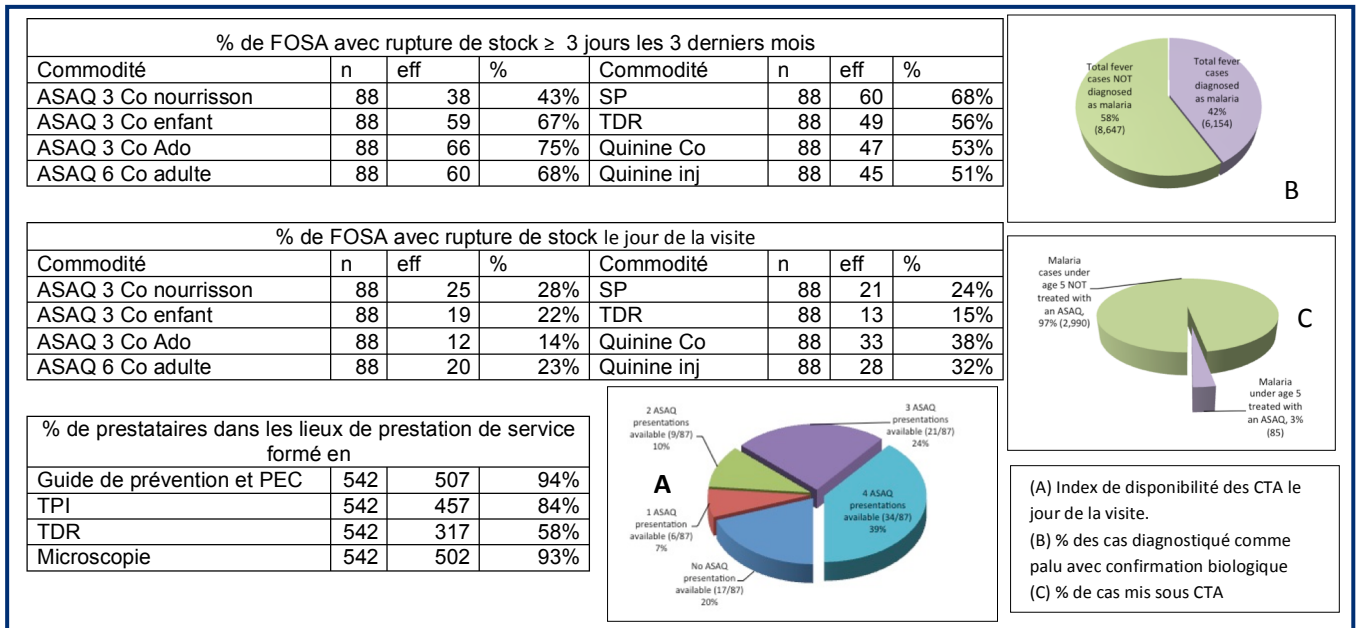 % de FOSA avec rupture de stock ≥ 3 jours les 3 derniers mois
Commodité n eff % Commodité n eff %
ASAQ 3 Co nourrisson 88 38 43% SP 88 60 68%
ASAQ 3 Co enfant 88 59 67% TDR 88 49 56%
ASAQ 3 Co Ado 88 66 75% Quinine Co 88 47 53%
ASAQ 6 Co adulte 88 60 68% Quinine inj 88 45 51%
Total fever
cases NOT
diagnosed
as malaria
58%
(8,647)
Total fever
cases
diagnosed
as malaria
42%
(6,154)
B
% de FOSA avec rupture de stock le jour de la visite
Commodité n eff % Commodité n eff %
ASAQ 3 Co nourrisson 88 25 28% SP 88 21 24%
ASAQ 3 Co enfant 88 19 22% TDR 88 13 15%
ASAQ 3 Co Ado 88 12 14% Quinine Co 88 33 38%
ASAQ 6 Co adulte 88 20 23% Quinine inj 88 28 32%
Malaria
cases under
age 5 NOT
treated with
an ASAQ,
97% (2,990)
C
Malaria
under age 5
treated with
an ASAQ, 3%
(85)
% de prestataires dans les lieux de prestation de service
formé en
Guide de prévention et PEC 542 507 94%
TPI 542 457 84%
TDR 542 317 58%
Microscopie 542 502 93%
2 ASAQ
presentations
available (9/87)
10%
3 ASAQ
presentations
available (21/87)
24%
A
4 ASAQ
presentations
available (34/87)
39%
1 ASAQ
presentation
available (6/87)
7%
No ASAQ
presentation
available (17/87)
20%
(A) Index de disponibilité des CTA le
jour de la visite.
(B) % des cas diagnostiqué comme
palu avec confirmation biologique
(C) % de cas mis sous CTA